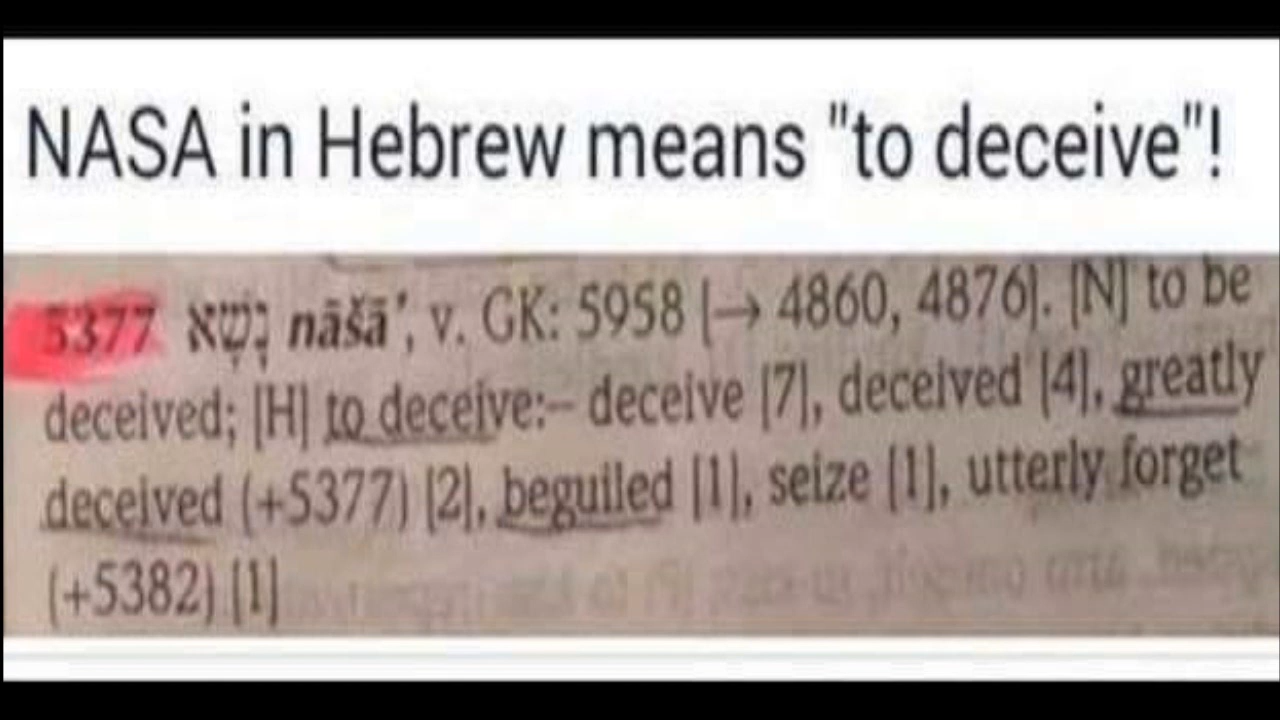 NASA in Hebrew means "to deceive"!
5377 נָשָׁא nāšā', v. GK: 5958 [→ 4860, 4876]. [N] to be
deceived; [H] to deceive:– deceive [7], deceived [4], greatly
deceived (+5377) [2], beguiled [1], seize [1], utterly forget
(+5382) [1]